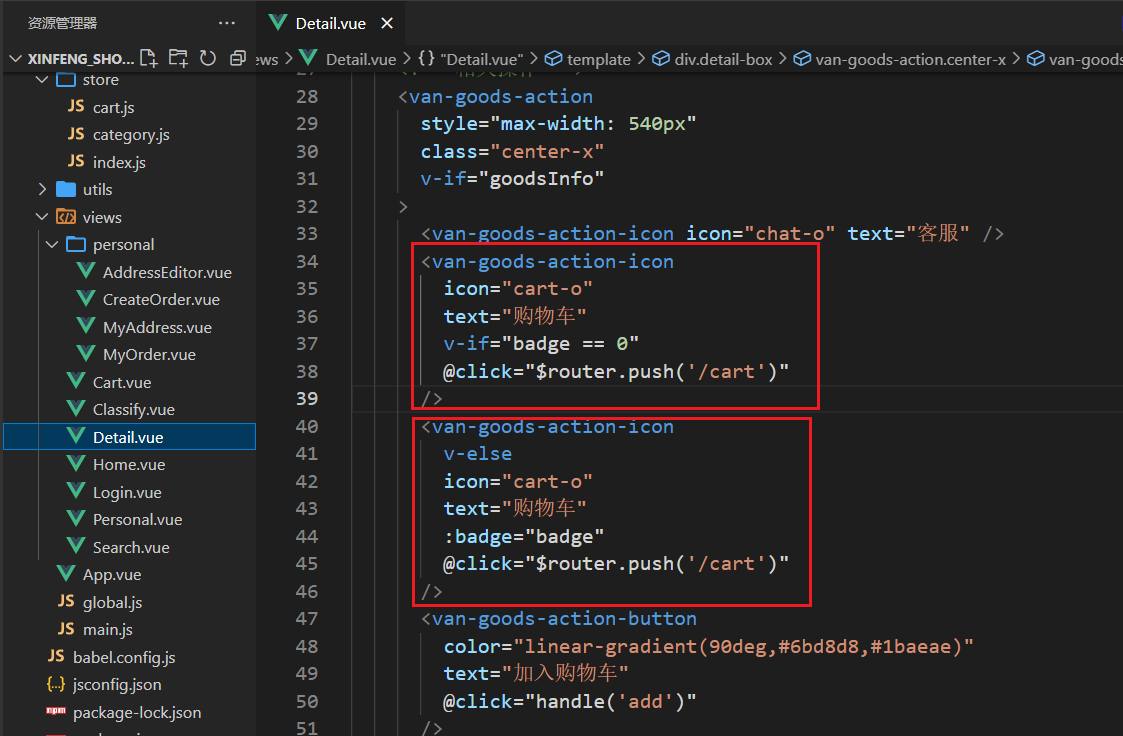 资源管理器
···
Detail.vue
XINFENG_SHO...
ews > Detail.vue > {} "Detail.vue" > template > div.detail-box > van-goods-action.center-x > van-goods
store
JS cart.js
JS category.js
JS index.js
utils
views
personal
AddressEditor.vue
CreateOrder.vue
MyAddress.vue
MyOrder.vue
Cart.vue
Classify.vue
Detail.vue
Home.vue
Login.vue
Personal.vue
Search.vue
App.vue
JS global.js
JS main.js
JS babel.config.js
{..} jsconfig.json
npm package-lock.json
28 <van-goods-action
29 style="max-width: 540px"
30 class="center-x"
31 v-if="goodsInfo"
32 >
33 <van-goods-action-icon icon="chat-o" text="客服" />
34 <van-goods-action-icon
35 icon="cart-o"
36 text="购物车"
37 v-if="badge == 0"
38 @click="$router.push('/cart')"
39 />
40 <van-goods-action-icon
41 v-else
42 icon="cart-o"
43 text="购物车"
44 :badge="badge"
45 @click="$router.push('/cart')"
46 />
47 <van-goods-action-button
48 color="linear-gradient(90deg,#6bd8d8,#1baeae)"
49 text="加入购物车"
50 @click="handle('add')"
51 />